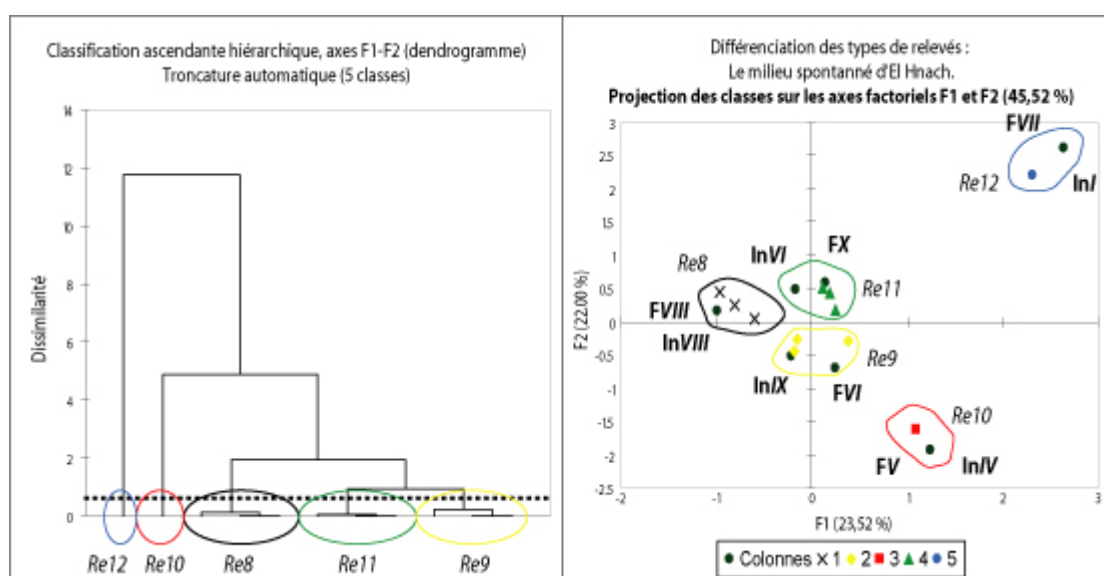 Classification ascendante hiérarchique, axes F1-F2 (dendrogramme)
Troncature automatique (5 classes)
Dissimilarité
14
12
10
8
6
4
2
0
Re12 Re10 Re8 Re11 Re9
Différenciation des types de relevés :
Le milieu spontanné d'El Hnach.
Projection des classes sur les axes factoriels F1 et F2 (45,52 %)
F2 (22.00 %)
3
2.5
2
1.5
1
0.5
0
-0.5
-1
-1.5
-2
-2.5
FVII
Re12
InI
InVI
FX
Re8
Re11
FVIII
InVIII
Re9
InIX
FVI
Re10
FV
InIV
-2 -1 0 1 2 3
F1 (23,52 %)
Colonnes 1 2 3 4 5